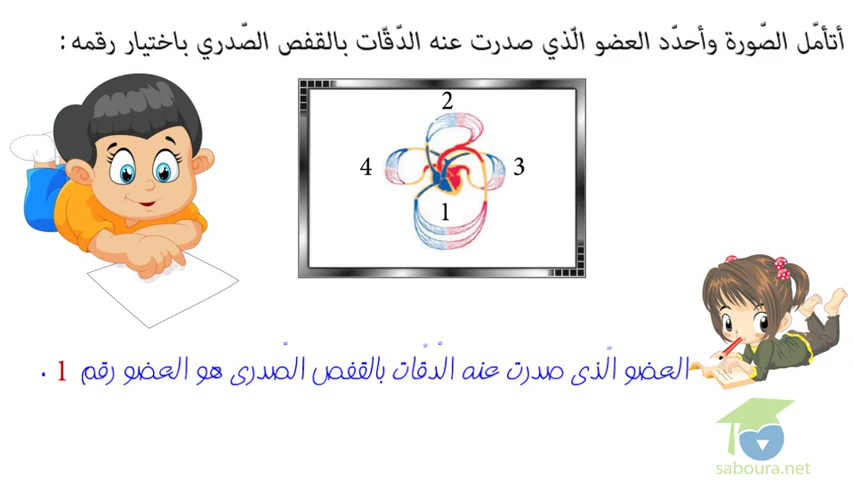 أتأمّل الصّورة وأحدّد العضو الّذي صدرت عنه الدّقّات بالقفص الصّدري باختيار رقمه :
2
4
3
1
العضو الّذي صدرت عنه الدّقّات بالقفص الصّدري هو العضو رقم 1 .
saboura.net